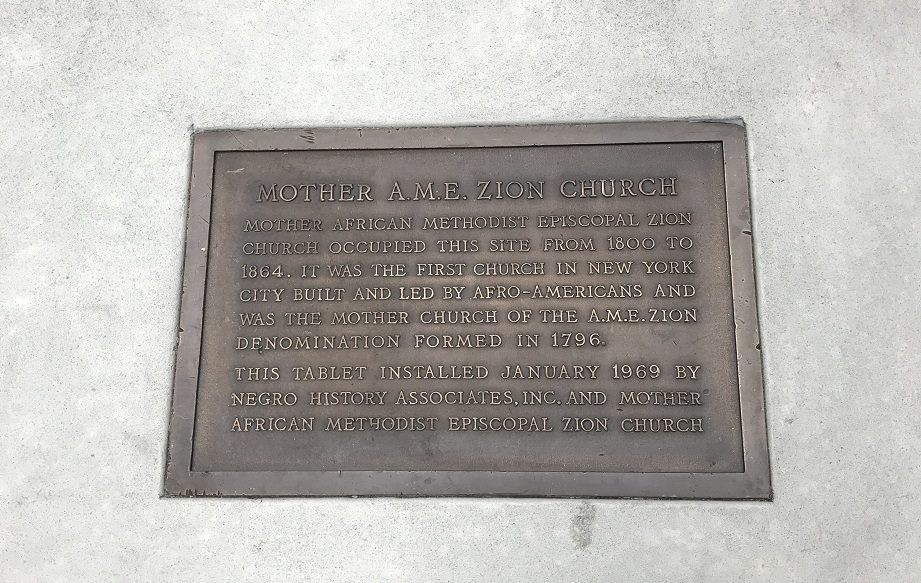 MOTHER A.M.E. ZION CHURCH
MOTHER AFRICAN METHODIST EPISCOPAL ZION
CHURCH OCCUPIED THIS SITE FROM 1800 TO
1864. IT WAS THE FIRST CHURCH IN NEW YORK
CITY BUILT AND LED BY AFRO-AMERICANS AND
WAS THE MOTHER CHURCH OF THE A.M.E. ZION
DENOMINATION FORMED IN 1796.
THIS TABLET INSTALLED JANUARY 1969 BY
NEGRO HISTORY ASSOCIATES, INC. AND MOTHER
AFRICAN METHODIST EPISCOPAL ZION CHURCH